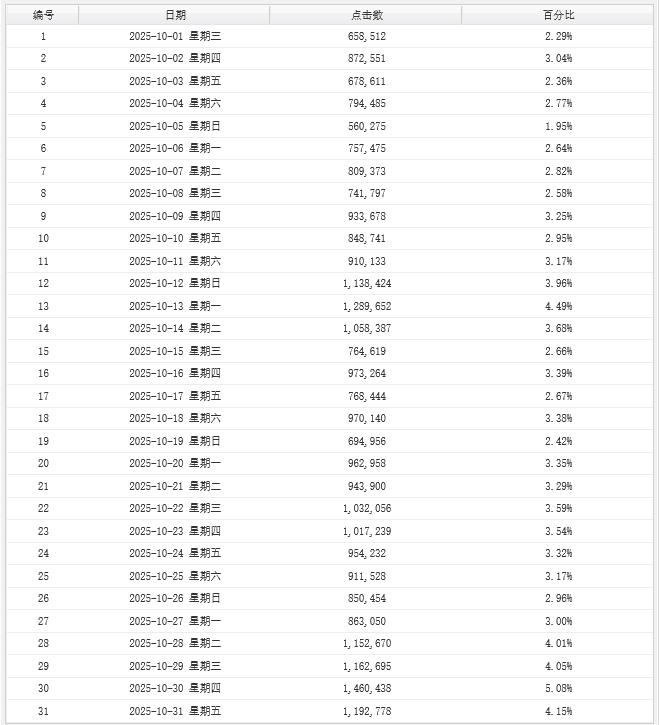 编号 日期 点击数 百分比
1 2025-10-01 星期三 658,512 2.29%
2 2025-10-02 星期四 872,551 3.04%
3 2025-10-03 星期五 678,611 2.36%
4 2025-10-04 星期六 794,485 2.77%
5 2025-10-05 星期日 560,275 1.95%
6 2025-10-06 星期一 757,475 2.64%
7 2025-10-07 星期二 809,373 2.82%
8 2025-10-08 星期三 741,797 2.58%
9 2025-10-09 星期四 933,678 3.25%
10 2025-10-10 星期五 848,741 2.95%
11 2025-10-11 星期六 910,133 3.17%
12 2025-10-12 星期日 1,138,424 3.96%
13 2025-10-13 星期一 1,289,652 4.49%
14 2025-10-14 星期二 1,058,387 3.68%
15 2025-10-15 星期三 764,619 2.66%
16 2025-10-16 星期四 973,264 3.39%
17 2025-10-17 星期五 768,444 2.67%
18 2025-10-18 星期六 970,140 3.38%
19 2025-10-19 星期日 694,956 2.42%
20 2025-10-20 星期一 962,958 3.35%
21 2025-10-21 星期二 943,900 3.29%
22 2025-10-22 星期三 1,032,056 3.59%
23 2025-10-23 星期四 1,017,239 3.54%
24 2025-10-24 星期五 954,232 3.32%
25 2025-10-25 星期六 911,528 3.17%
26 2025-10-26 星期日 850,454 2.96%
27 2025-10-27 星期一 863,050 3.00%
28 2025-10-28 星期二 1,152,670 4.01%
29 2025-10-29 星期三 1,162,695 4.05%
30 2025-10-30 星期四 1,460,438 5.08%
31 2025-10-31 星期五 1,192,778 4.15%